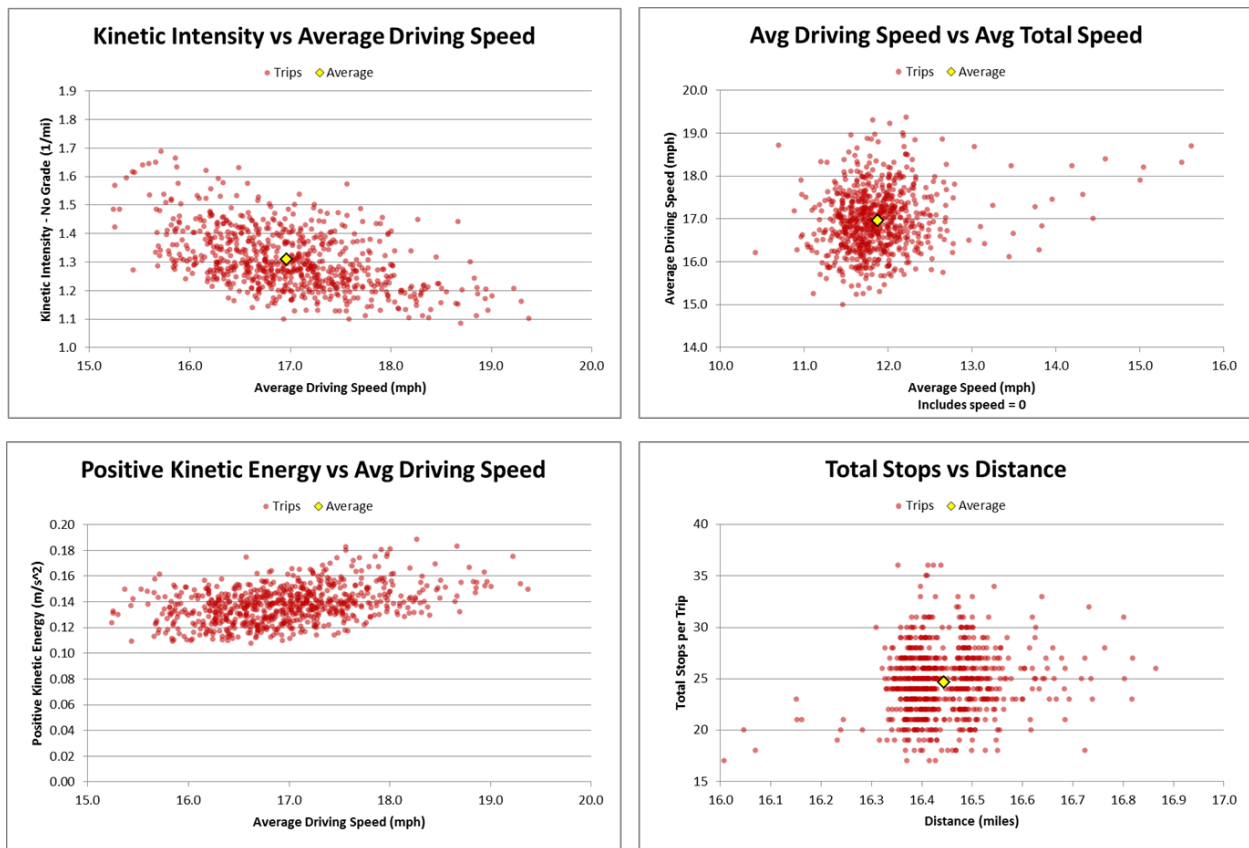 Kinetic Intensity vs Average Driving Speed
Trips Average
1.9
1.8
1.7
1.6
1.5
1.4
1.3
1.2
1.1
1.0
Kinetic Intensity - No Grade (1/mi)
15.0 16.0 17.0 18.0 19.0 20.0
Average Driving Speed (mph)
Avg Driving Speed vs Avg Total Speed
Trips Average
20.0
19.0
18.0
17.0
16.0
15.0
14.0
Average Driving Speed (mph)
10.0 11.0 12.0 13.0 14.0 15.0 16.0
Average Speed (mph)
Includes speed = 0
Positive Kinetic Energy vs Avg Driving Speed
Trips Average
0.20
0.18
0.16
0.14
0.12
0.10
0.08
0.06
0.04
0.02
0.00
Positive Kinetic Energy (m/s^2)
15.0 16.0 17.0 18.0 19.0 20.0
Average Driving Speed (mph)
Total Stops vs Distance
Trips Average
40
35
30
25
20
15
Total Stops per Trip
16.0 16.1 16.2 16.3 16.4 16.5 16.6 16.7 16.8 16.9 17.0
Distance (miles)